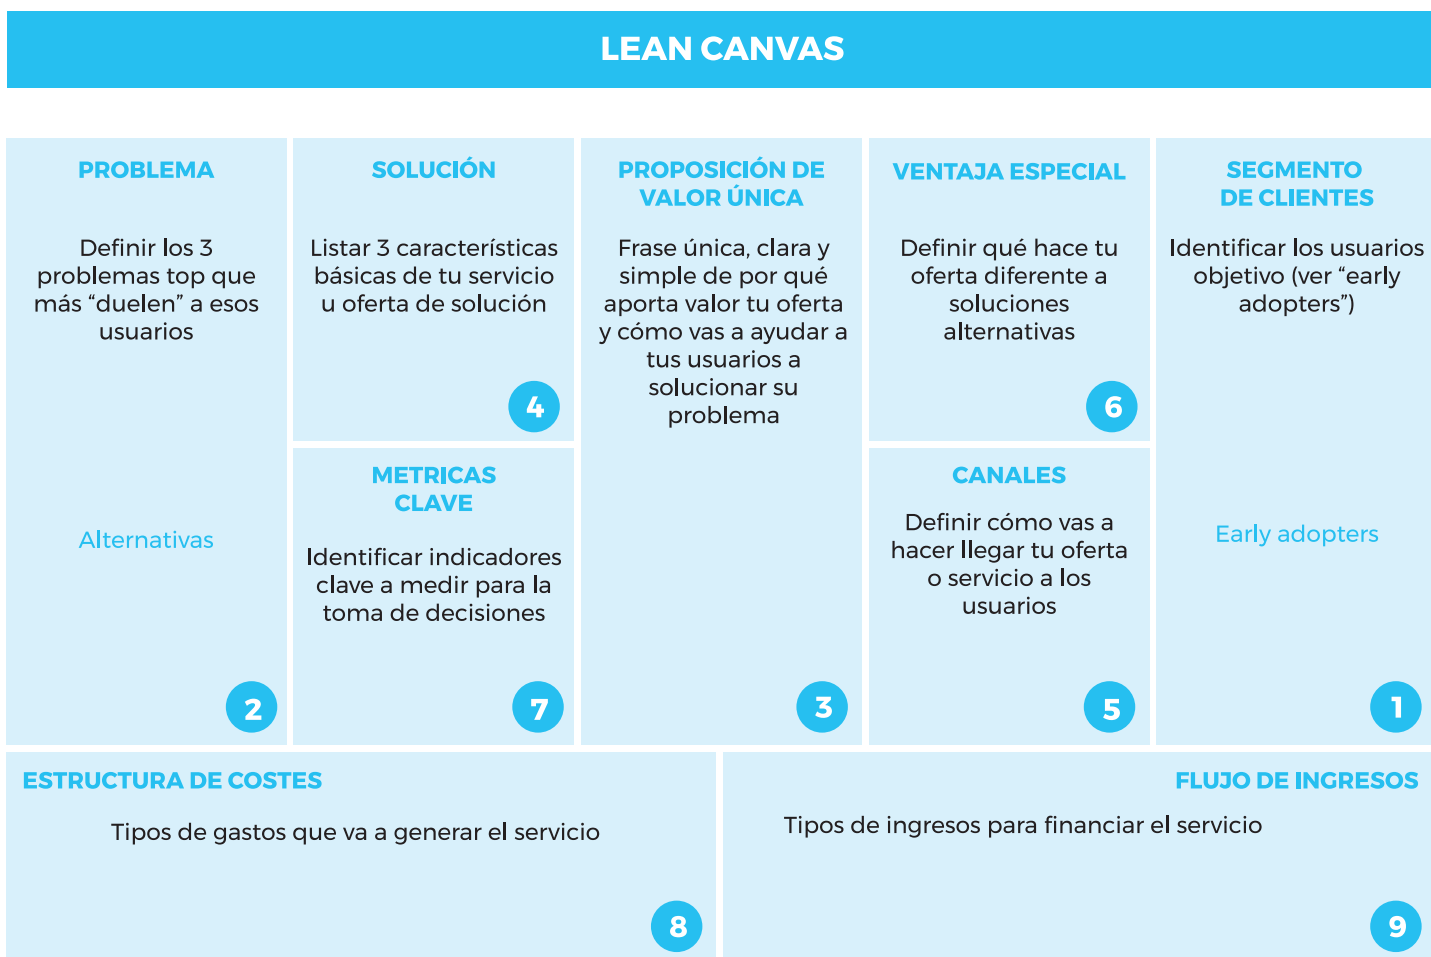 LEAN CANVAS
PROBLEMA
Definir los 3
problemas top que
más “duelen” a esos
usuarios
Alternativas
2
SOLUCIÓN
Listar 3 características
básicas de tu servicio
u oferta de solución
4
METRICAS
CLAVE
Identificar indicadores
clave a medir para la
toma de decisiones
7
PROPOSICIÓN DE
VALOR ÚNICA
Frase única, clara y
simple de por qué
aporta valor tu oferta
y cómo vas a ayudar a
tus usuarios a
solucionar su
problema
3
VENTAJA ESPECIAL
Definir qué hace tu
oferta diferente a
soluciones
alternativas
6
CANALES
Definir cómo vas a
hacer llegar tu oferta
o servicio a los
usuarios
5
SEGMENTO
DE CLIENTES
Identificar los usuarios
objetivo (ver “early
adopters”)
Early adopters
1
ESTRUCTURA DE COSTES
Tipos de gastos que va a generar el servicio
8
FLUJO DE INGRESOS
Tipos de ingresos para financiar el servicio
9